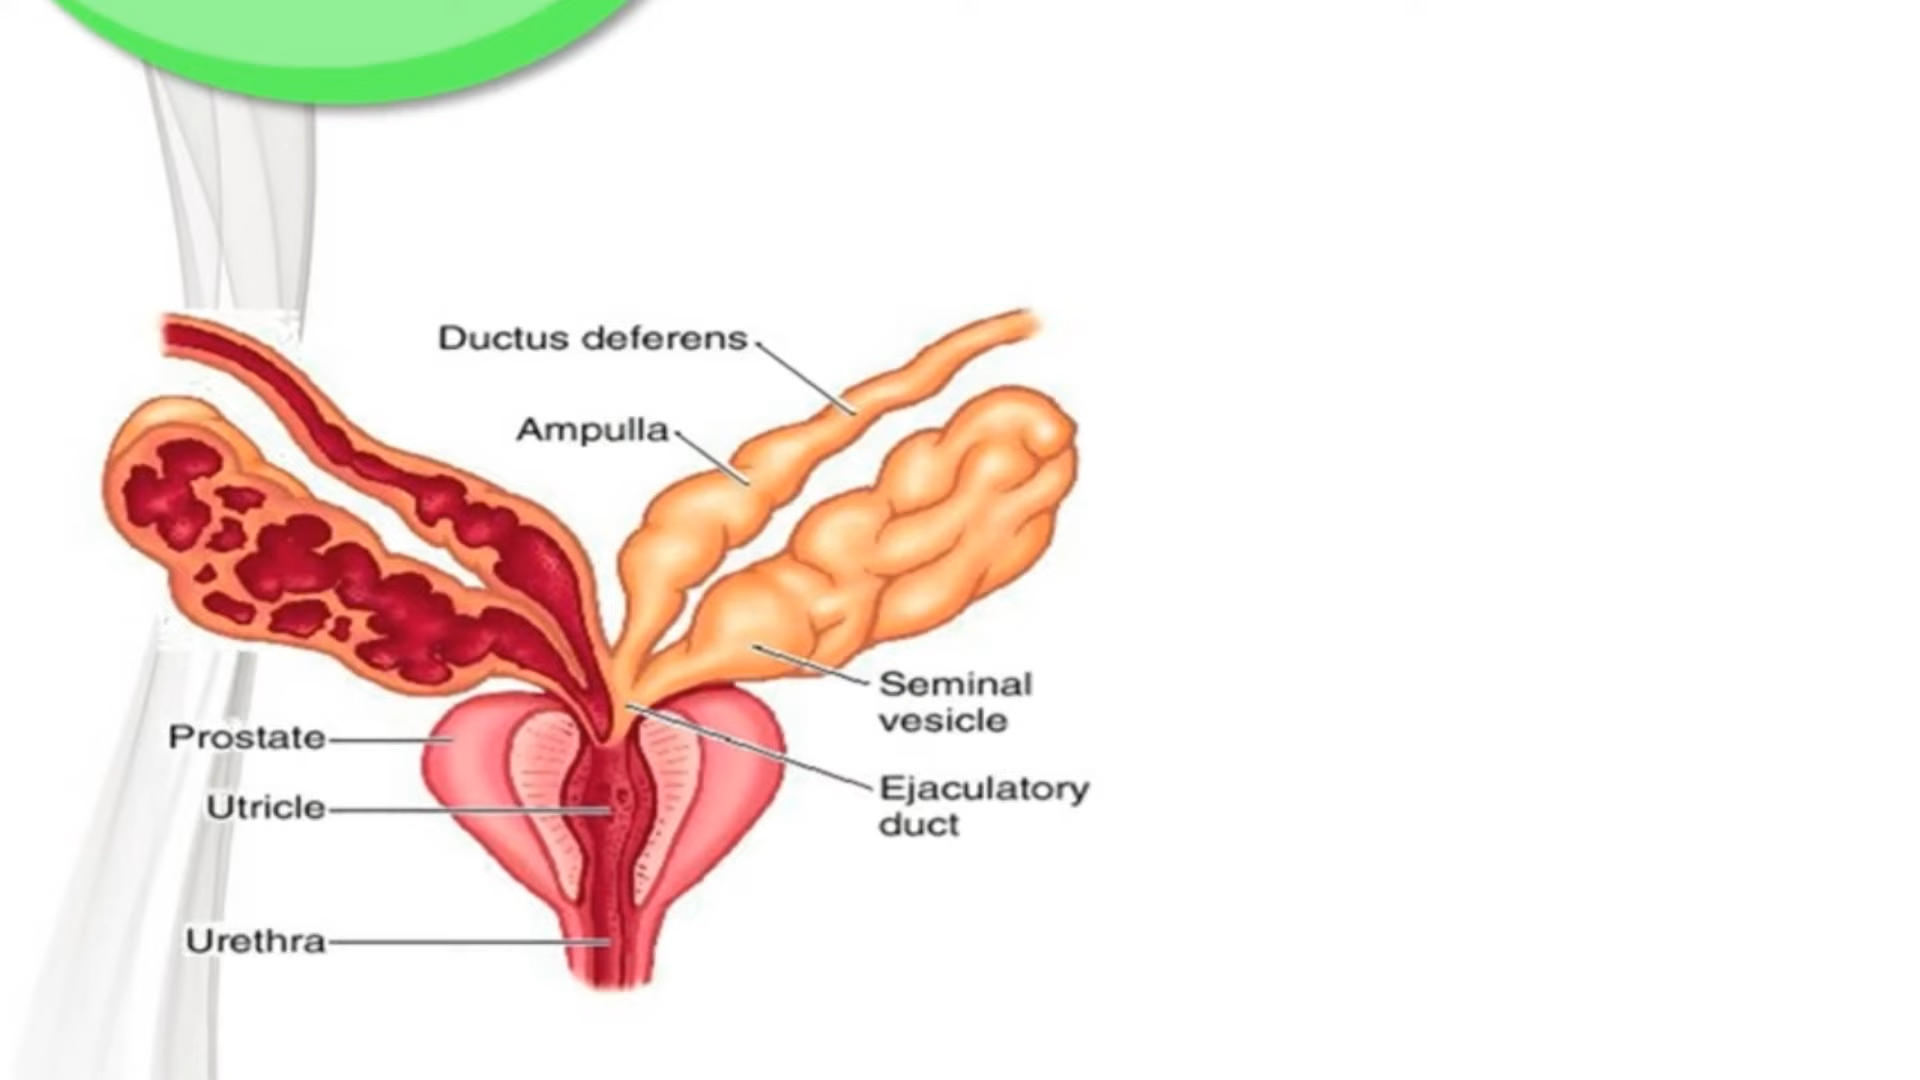 Ductus deferens
Ampulla
Seminal
vesicle
Prostate
Ejaculatory
duct
Utricle
Urethra